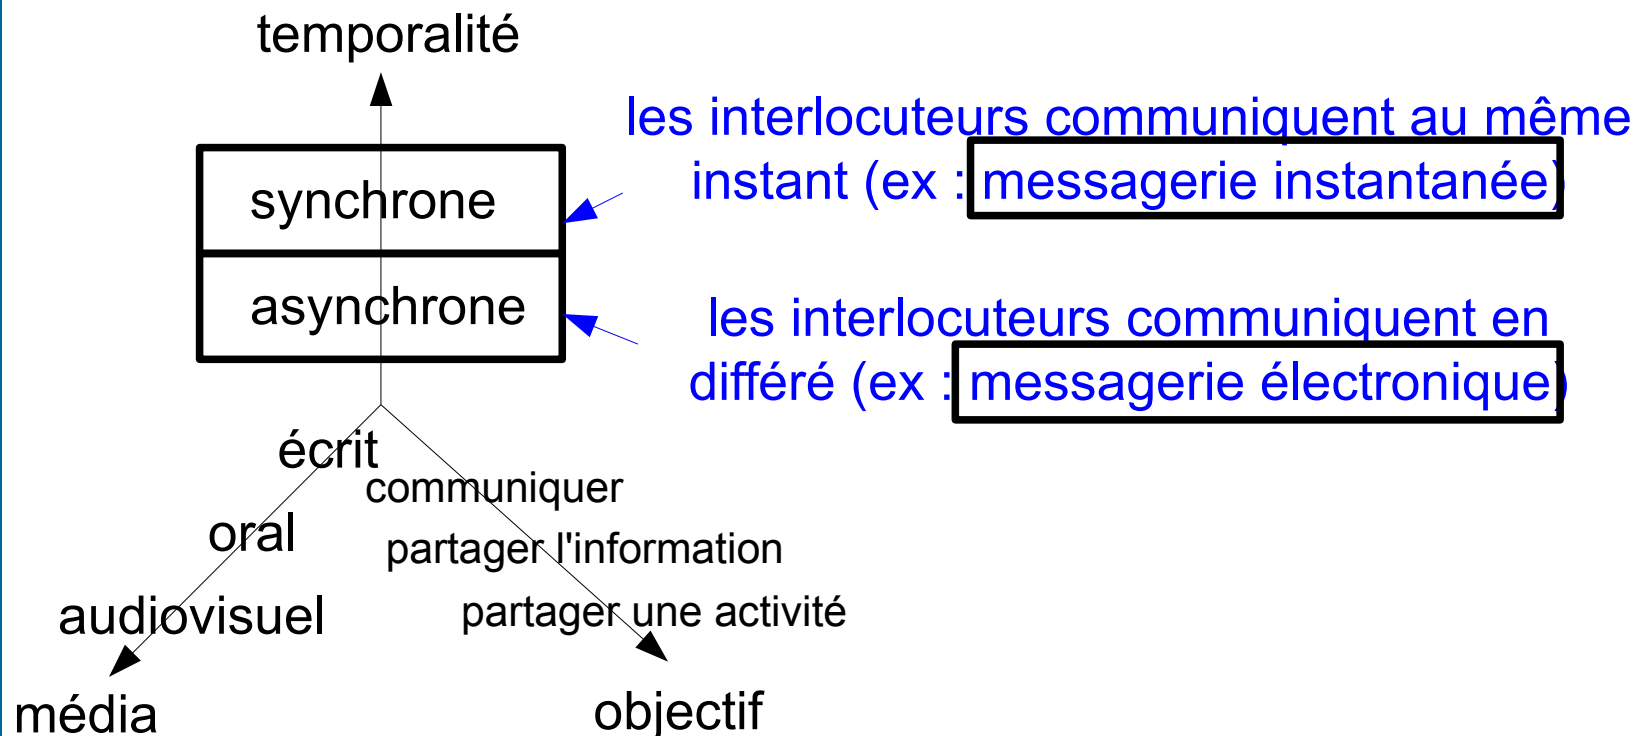 temporalité
les interlocuteurs communiquent au même
instant (ex : messagerie instantanée)
synchrone
asynchrone
les interlocuteurs communiquent en
différé (ex : messagerie électronique)
écrit
communiquer
oral
partager l'information
audiovisuel
partager une activité
média
objectif